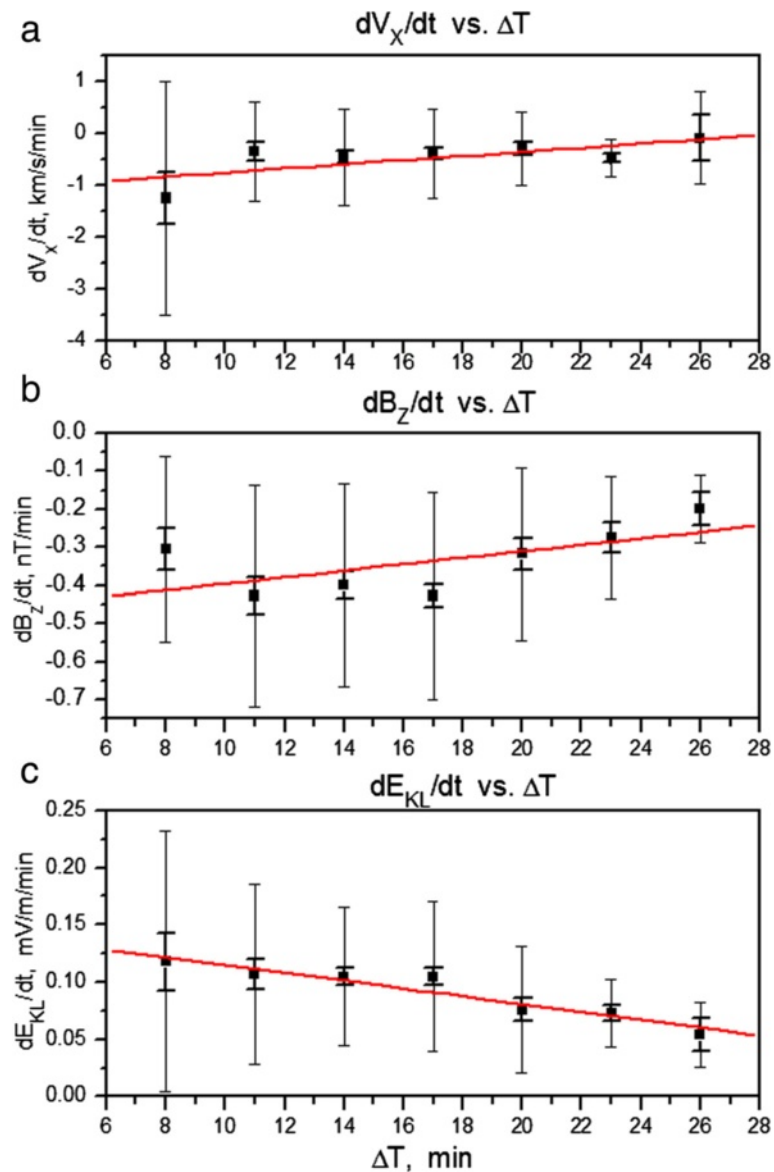 a
dV_X/dt vs. ΔT
dV_X/dt, km/s/min
1
0
-1
-2
-3
-4
6 8 10 12 14 16 18 20 22 24 26 28
b
dB_Z/dt vs. ΔT
dB_Z/dt, nT/min
0.0
-0.1
-0.2
-0.3
-0.4
-0.5
-0.6
-0.7
6 8 10 12 14 16 18 20 22 24 26 28
c
dE_KL/dt vs. ΔT
dE_KL/dt, mV/m/min
0.25
0.20
0.15
0.10
0.05
0.00
6 8 10 12 14 16 18 20 22 24 26 28
ΔT, min